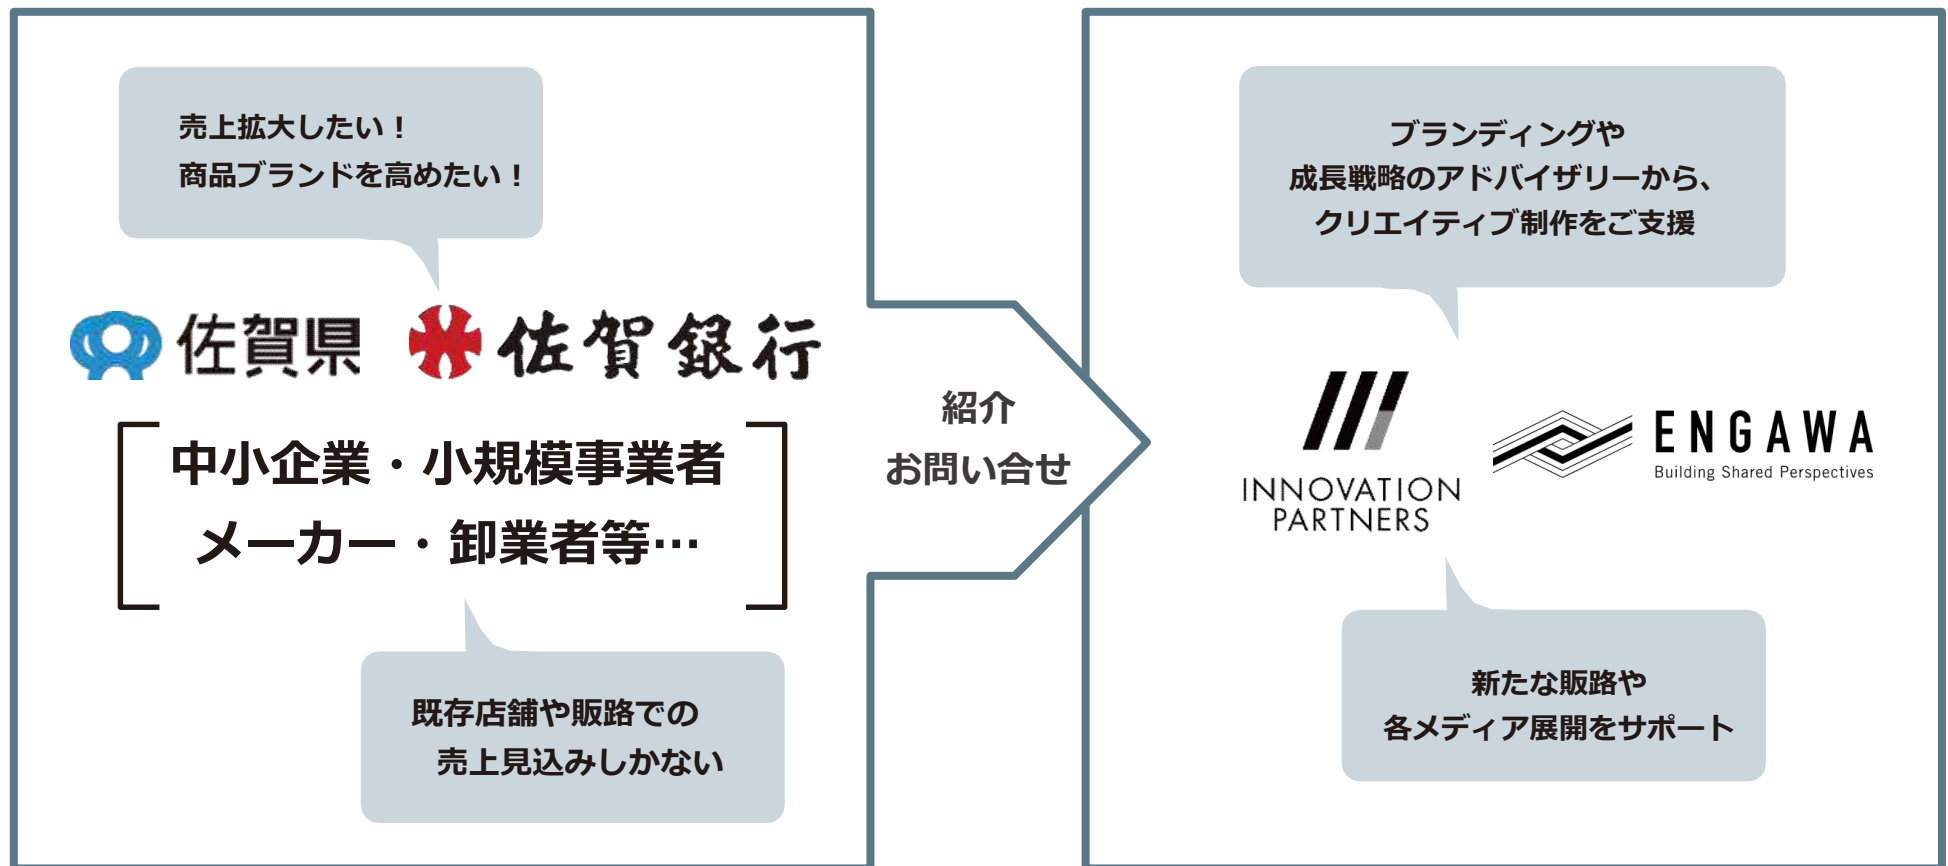 売上拡大したい！
商品ブランドを高めたい！
佐賀県
佐賀銀行
中小企業・小規模事業者
メーカー・卸業者等…
既存店舗や販路での
売上見込みしかない
紹介
お問い合せ
ブランディングや
成長戦略のアドバイザリーから、
クリエイティブ制作をご支援
INNOVATION
PARTNERS
ENGAWA
Building Shared Perspectives
新たな販路や
各メディア展開をサポート